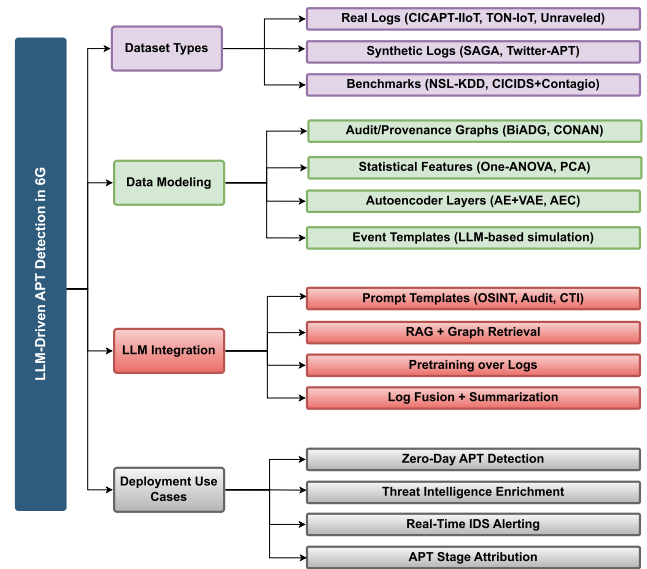 LLM-Driven APT Detection in 6G
Dataset Types
Real Logs (CICAPT-IIoT, TON-IoT, Unraveled)
Synthetic Logs (SAGA, Twitter-APT)
Benchmarks (NSL-KDD, CICIDS+Contagio)
Data Modeling
Audit/Provenance Graphs (BiADG, CONAN)
Statistical Features (One-ANOVA, PCA)
Autoencoder Layers (AE+VAE, AEC)
Event Templates (LLM-based simulation)
LLM Integration
Prompt Templates (OSINT, Audit, CTI)
RAG + Graph Retrieval
Pretraining over Logs
Log Fusion + Summarization
Deployment Use
Cases
Zero-Day APT Detection
Threat Intelligence Enrichment
Real-Time IDS Alerting
APT Stage Attribution